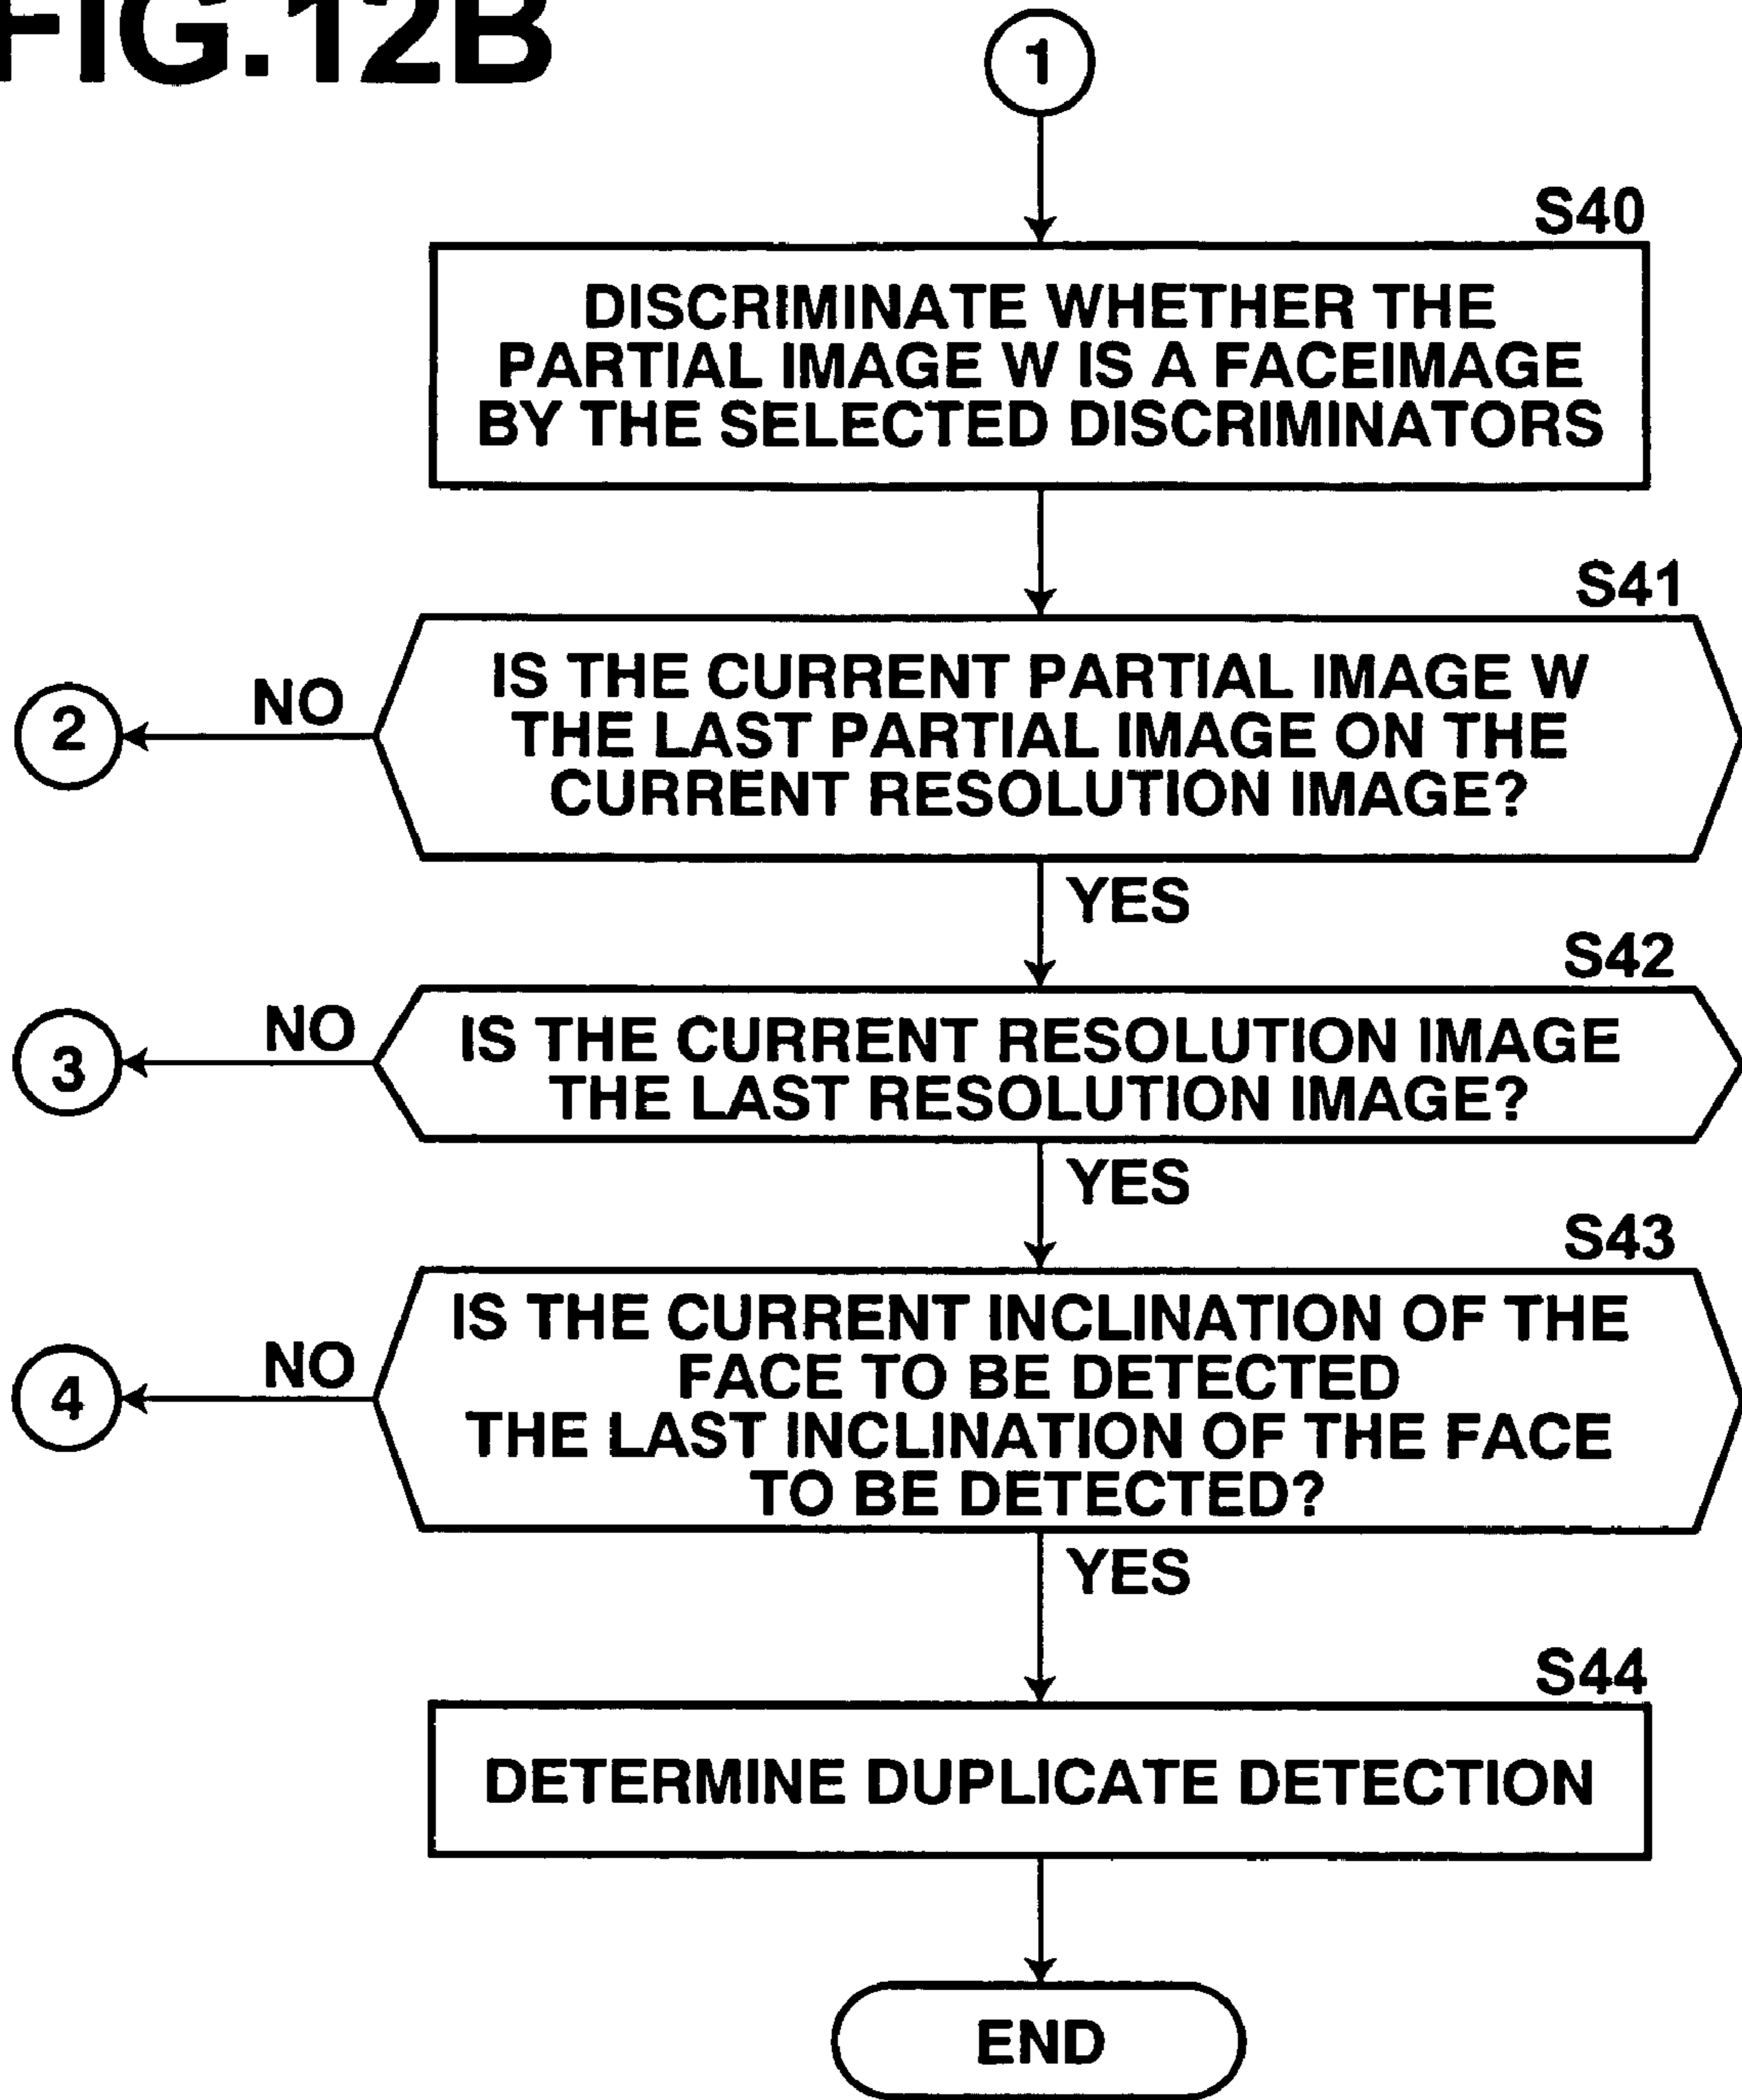 FIG.12B
1
S40
DISCRIMINATE WHETHER THE
PARTIAL IMAGE W IS A FACEIMAGE
BY THE SELECTED DISCRIMINATORS
S41
IS THE CURRENT PARTIAL IMAGE W
THE LAST PARTIAL IMAGE ON THE
CURRENT RESOLUTION IMAGE?
NO
2
YES
S42
IS THE CURRENT RESOLUTION IMAGE
THE LAST RESOLUTION IMAGE?
NO
3
YES
S43
IS THE CURRENT INCLINATION OF THE
FACE TO BE DETECTED
THE LAST INCLINATION OF THE FACE
TO BE DETECTED?
NO
4
YES
S44
DETERMINE DUPLICATE DETECTION
END